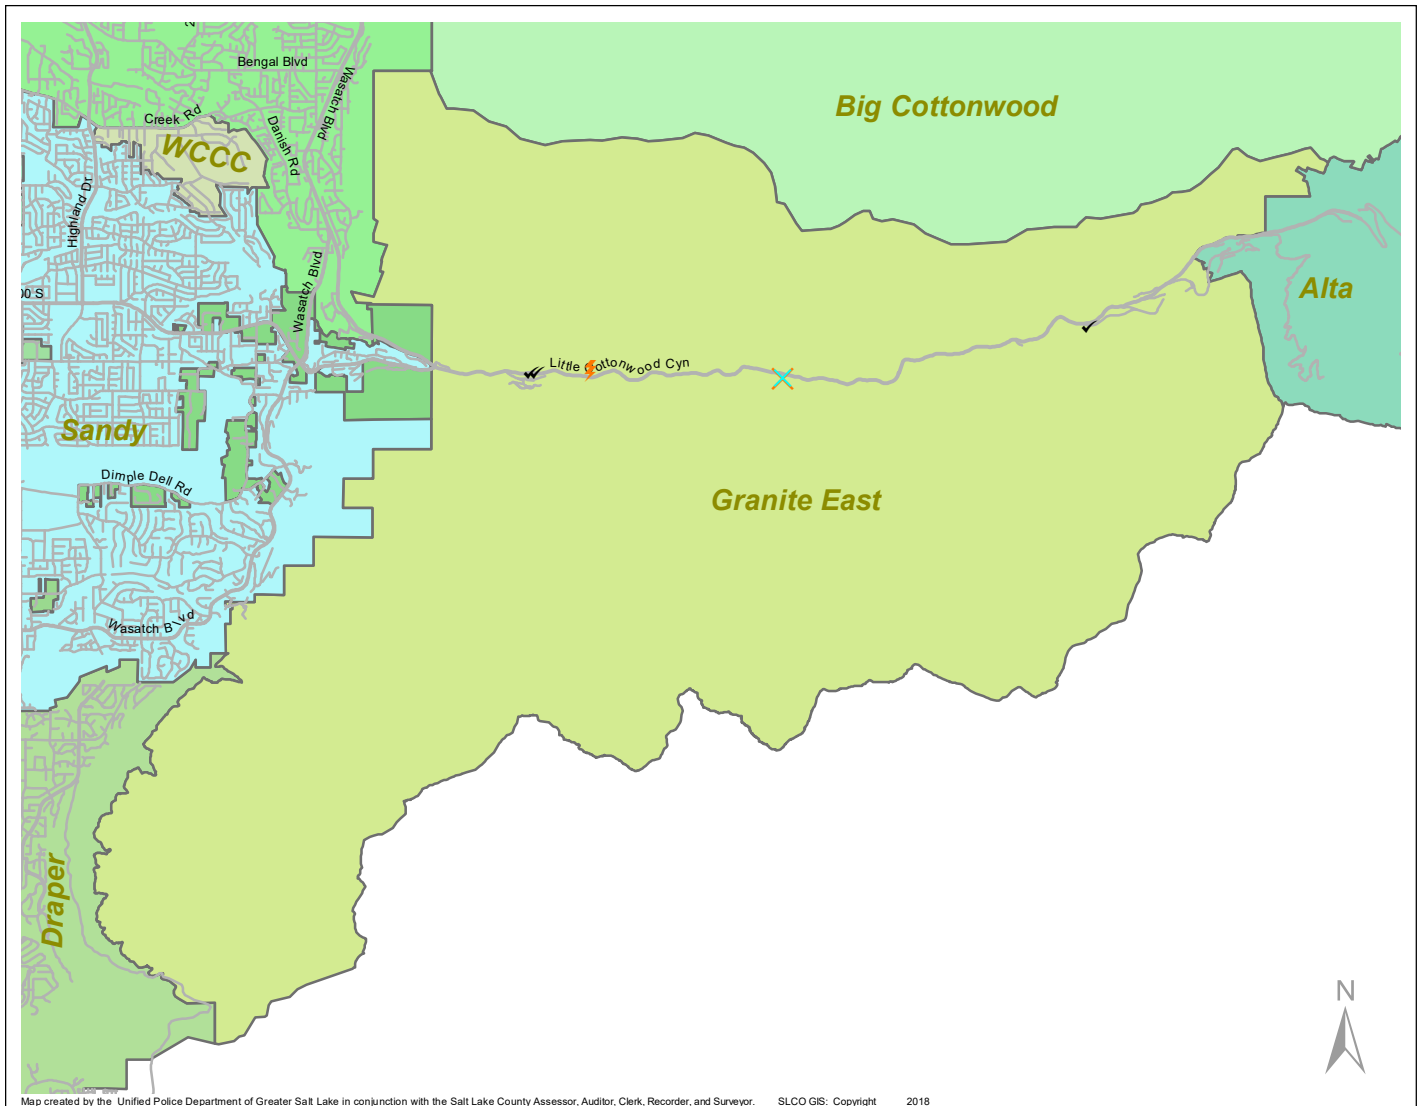 Bengal Blvd
Wasatch Blvd
Big Cottonwood
Creek Rd
Danish Rd
WCCC
Highland Dr
Wasatch Blvd
00 S
Alta
Little Cottonwood Cyn
Sandy
Dimple Dell Rd
Granite East
Wasatch Blvd
Draper
N
Map created by the Unified Police Department of Greater Salt Lake in conjunction with the Salt Lake County Assessor, Auditor, Clerk, Recorder, and Surveyor. SLCO GIS: Copyright 2018